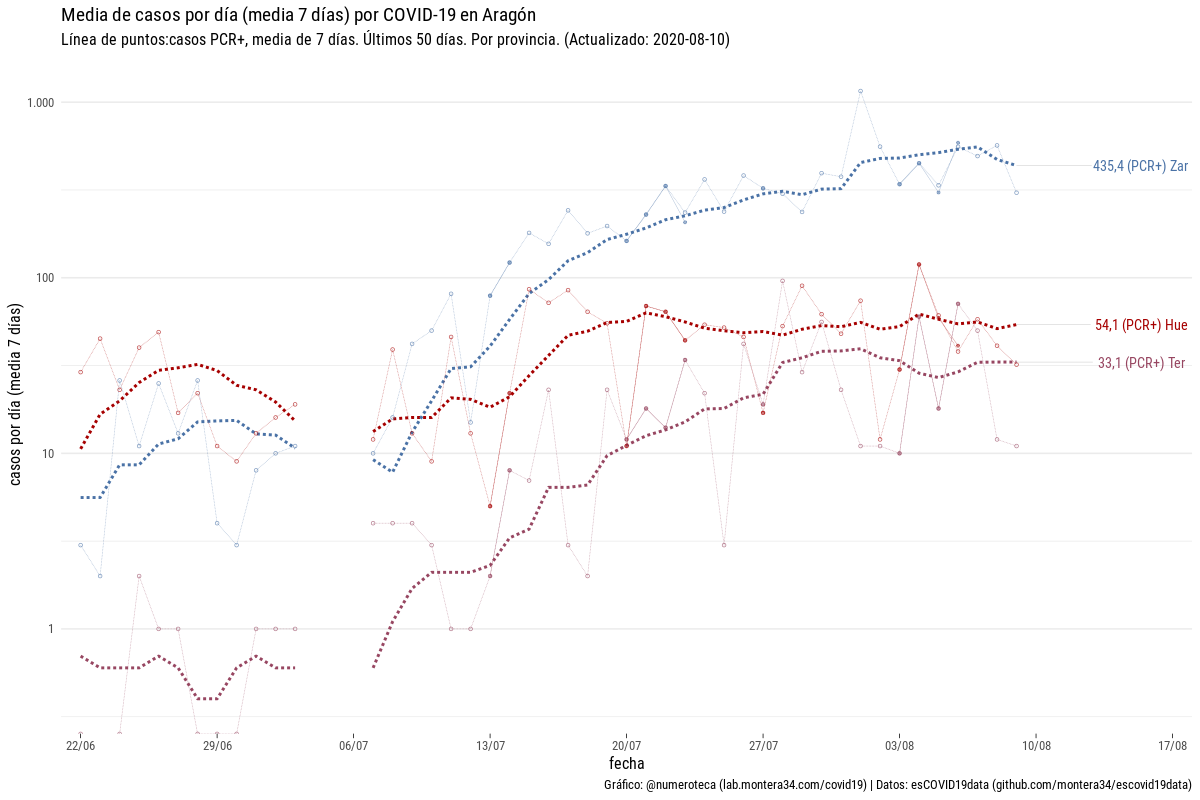 Media de casos por día (media 7 días) por COVID-19 en Aragón
Línea de puntos:casos PCR+, media de 7 días. Últimos 50 días. Por provincia. (Actualizado: 2020-08-10)
casos por día (media 7 días)
1.000
100
10
1
435,4 (PCR+) Zar
54,1 (PCR+) Hue
33,1 (PCR+) Ter
22/06
29/06
06/07
13/07
20/07
27/07
03/08
10/08
17/08
fecha
Gráfico: @numeroteca (lab.montera34.com/covid19) | Datos: esCOVID19data (github.com/montera34/escovid19data)